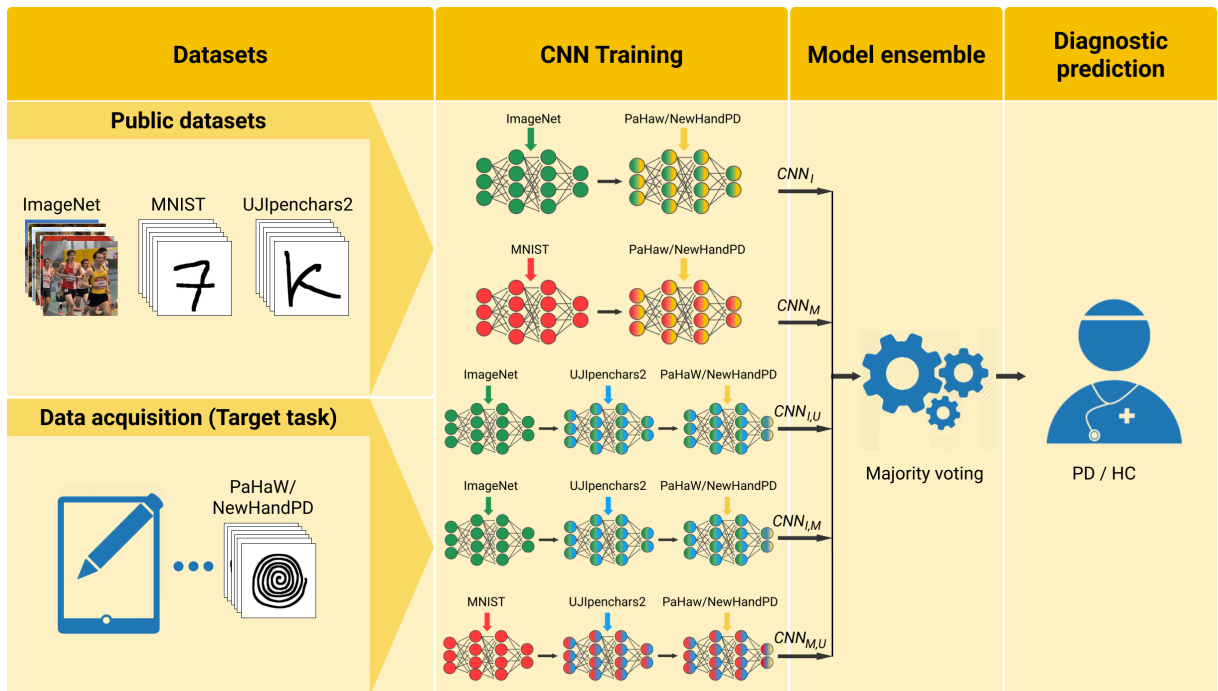 Datasets
CNN Training
Model ensemble
Diagnostic
prediction
Public datasets
ImageNet
MNIST
UJIpenchars2
7
k
Data acquisition (Target task)
PaHaW/
NewHandPD
ImageNet
PaHaw/NewHandPD
CNN_I
MNIST
PaHaw/NewHandPD
CNN_M
ImageNet
UJIpenchars2
PaHaW/NewHandPD
CNN_I,U
ImageNet
UJIpenchars2
PaHaW/NewHandPD
CNN_I,M
MNIST
UJIpenchars2
PaHaw/NewHandPD
CNN_M,U
Majority voting
PD / HC